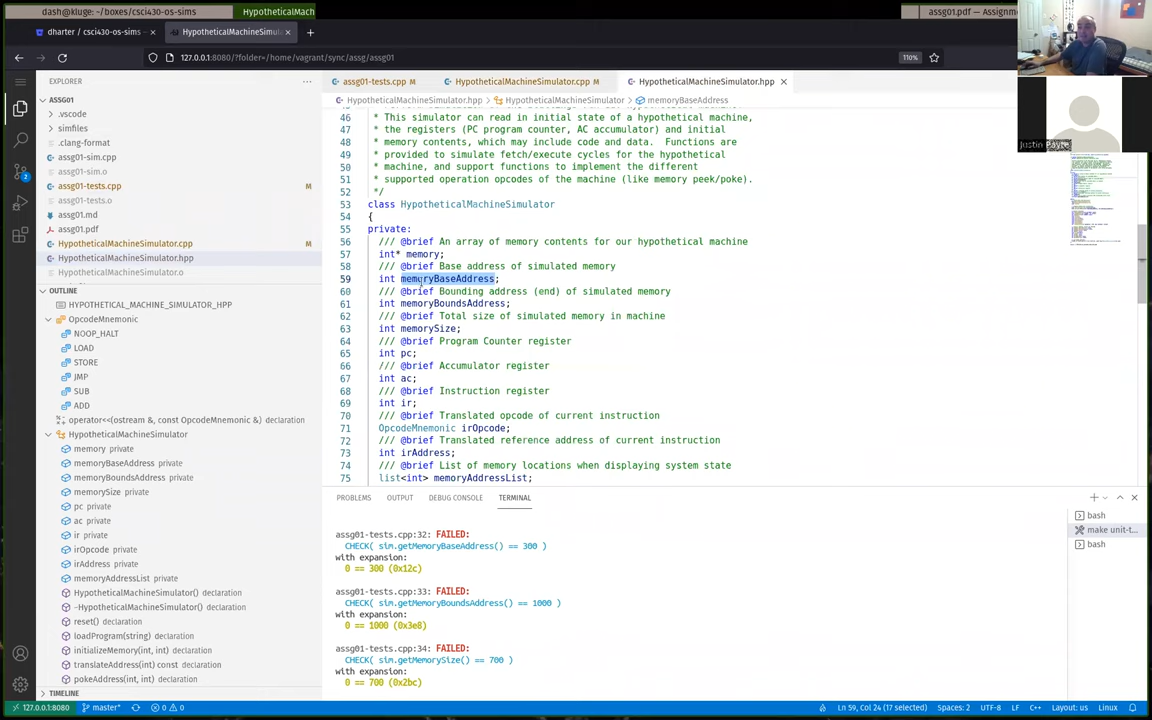 dash@kluge: ~/boxes/csci430-os-sims
HypotheticalMach
assg01.pdf — Assignme
dharter / csci430-os-sims
HypotheticalMachineSimula
127.0.0.1:8080/?folder=/home/vagrant/sync/assg/assg01
110%
Justin Payte
EXPLORER
ASSG01
.vscode
simfiles
.clang-format
assg01-sim.cpp
assg01-sim.o
assg01-tests.cpp M
assg01-tests.o
assg01.md
assg01.pdf
HypotheticalMachineSimulator.cpp M
HypotheticalMachineSimulator.hpp
HypotheticalMachineSimulator.o
OUTLINE
HYPOTHETICAL_MACHINE_SIMULATOR_HPP
OpcodeMnemonic
NOOP_HALT
LOAD
STORE
JMP
SUB
ADD
operator<<(ostream &, const OpcodeMnemonic &) declaration
HypotheticalMachineSimulator
memory private
memoryBaseAddress private
memoryBoundsAddress private
memorySize private
pc private
ac private
ir private
irOpcode private
irAddress private
memoryAddressList private
HypotheticalMachineSimulator() declaration
~HypotheticalMachineSimulator() declaration
reset() declaration
loadProgram(string) declaration
initializeMemory(int, int) declaration
translateAddress(int) const declaration
pokeAddress(int, int) declaration
TIMELINE
assg01-tests.cpp M
HypotheticalMachineSimulator.cpp M
HypotheticalMachineSimulator.hpp
HypotheticalMachineSimulator.hpp > HypotheticalMachineSimulator > memoryBaseAddress
46 * This simulator can read in initial state of a hypothetical machine,
47 * the registers (PC program counter, AC accumulator) and initial
48 * memory contents, which may include code and data. Functions are
49 * provided to simulate fetch/execute cycles for the hypothetical
50 * machine, and support functions to implement the different
51 * supported operation opcodes of the machine (like memory peek/poke).
52 */
53 class HypotheticalMachineSimulator
54 {
55 private:
56 /// @brief An array of memory contents for our hypothetical machine
57 int* memory;
58 /// @brief Base address of simulated memory
59 int memoryBaseAddress;
60 /// @brief Bounding address (end) of simulated memory
61 int memoryBoundsAddress;
62 /// @brief Total size of simulated memory in machine
63 int memorySize;
64 /// @brief Program Counter register
65 int pc;
66 /// @brief Accumulator register
67 int ac;
68 /// @brief Instruction register
69 int ir;
70 /// @brief Translated opcode of current instruction
71 OpcodeMnemonic irOpcode;
72 /// @brief Translated reference address of current instruction
73 int irAddress;
74 /// @brief List of memory locations when displaying system state
75 list<int> memoryAddressList;
PROBLEMS OUTPUT DEBUG CONSOLE TERMINAL
assg01-tests.cpp:32: FAILED:
CHECK( sim.getMemoryBaseAddress() == 300 )
with expansion:
0 == 300 (0x12c)
assg01-tests.cpp:33: FAILED:
CHECK( sim.getMemoryBoundsAddress() == 1000 )
with expansion:
0 == 1000 (0x3e8)
assg01-tests.cpp:34: FAILED:
CHECK( sim.getMemorySize() == 700 )
with expansion:
0 == 700 (0x2bc)
bash
make unit-t...
bash
127.0.0.1:8080 master* 0 0 Ln 59, Col 24 (17 selected) Spaces: 2 UTF-8 LF C++ Layout: us Linux